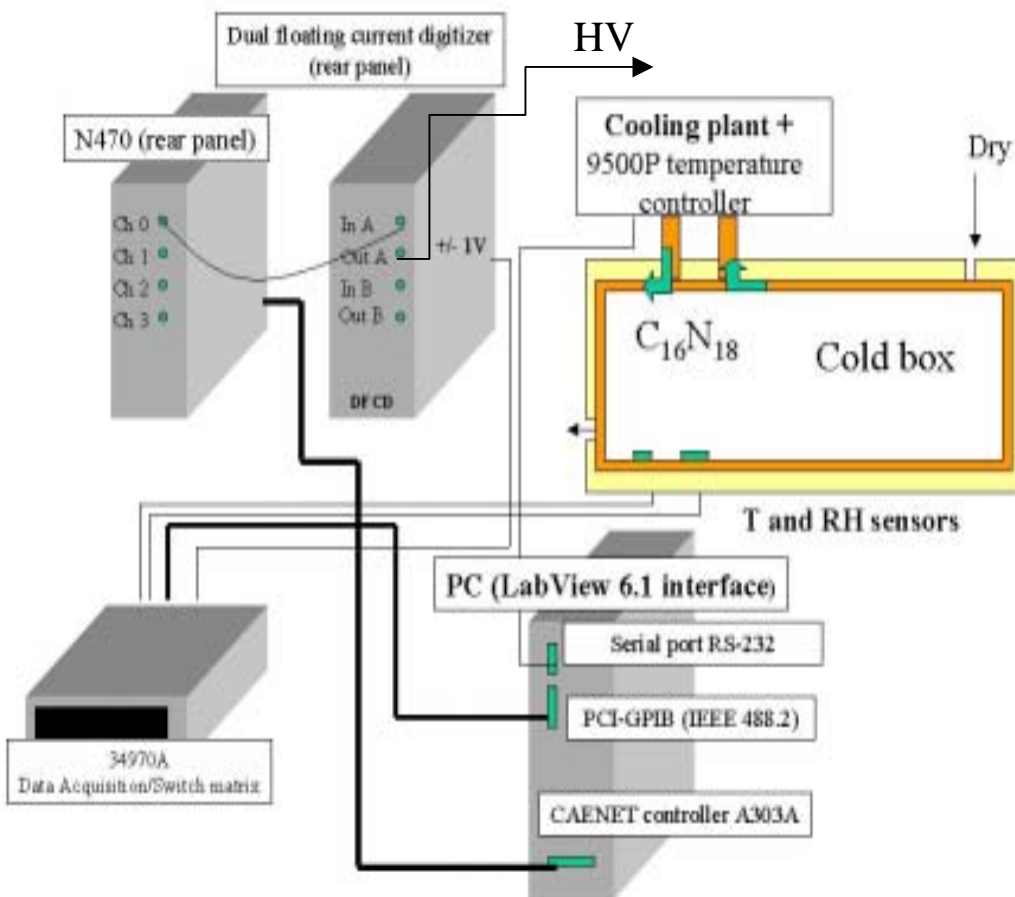 Dual floating current digitizer
(rear panel)
HV
N470 (rear panel)
Cooling plant +
9500P temperature
controller
Dry
Ch 0
Ch 1
Ch 2
Ch 3
In A
Out A
In B
Out B
+/- 1V
DFCD
C16N18
Cold box
T and RH sensors
PC (LabView 6.1 interface)
Serial port RS-232
PCI-GPIB (IEEE 488.2)
34970A
Data Acquisition/Switch matrix
CAENET controller A303A